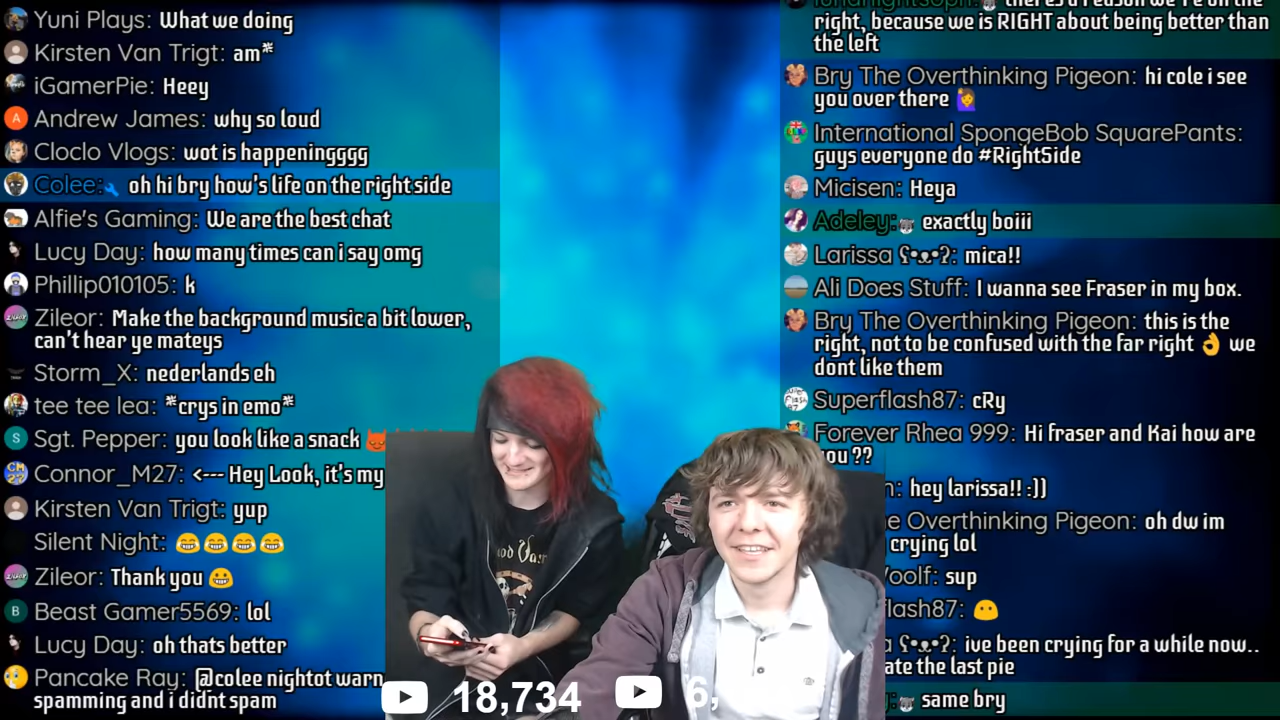 Yuni Plays: What we doing
Kirsten Van Trigt: am*
iGamerPie: Heey
Andrew James: why so loud
Cloclo Vlogs: wot is happeningggg
Colee: oh hi bry how's life on the right side
Alfie's Gaming: We are the best chat
Lucy Day: how many times can i say omg
Phillip010105: k
Zileor: Make the background music a bit lower,
can't hear ye mateys
Storm_X: nederlands eh
tee tee lea: *crys in emo*
Sgt. Pepper: you look like a snack
Connor_M27: <--- Hey Look, it's my
Kirsten Van Trigt: yup
Silent Night: 😂😂😂😂
Zileor: Thank you 😀
Beast Gamer5569: lol
Lucy Day: oh thats better
Pancake Ray: @colee nightot warn
spamming and i didnt spam
right, because we is RIGHT about being better than
the left
Bry The Overthinking Pigeon: hi cole i see
you over there 🙋‍♀️
International SpongeBob SquarePants:
guys everyone do #RightSide
Micisen: Heya
Adeley: exactly boiii
Larissa ʕ•ᴥ•ʔ: mica!!
Ali Does Stuff: I wanna see Fraser in my box.
Bry The Overthinking Pigeon: this is the
right, not to be confused with the far right 👌 we
dont like them
Superflash87: cRy
Forever Rhea 999: Hi fraser and Kai how are
you ??
n: hey larissa!! :))
e Overthinking Pigeon: oh dw im
crying lol
oolf: sup
flash87: 😶
a ʕ•ᴥ•ʔ: ive been crying for a while now..
ate the last pie
: same bry
18,734
6,